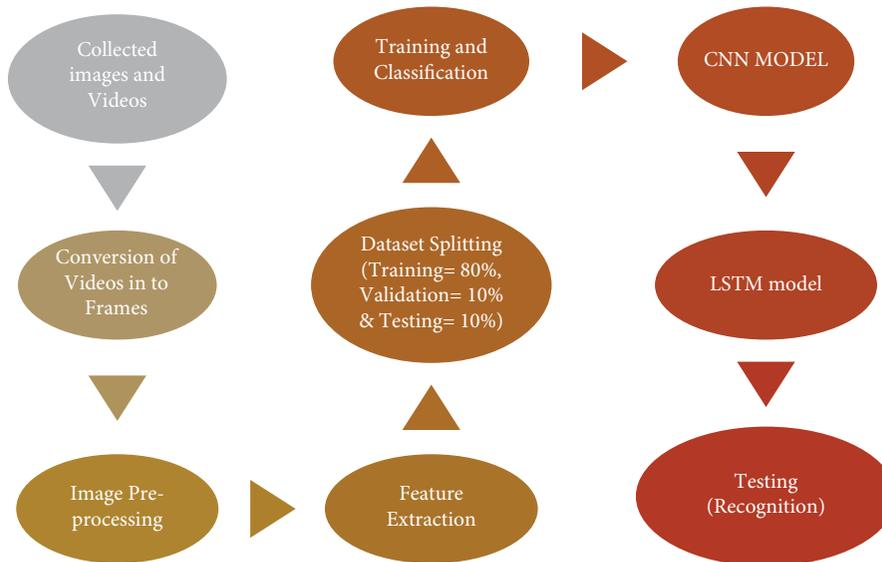 Collected
images and
Videos
Conversion of
Videos in to
Frames
Image Pre-
processing
Feature
Extraction
Dataset Splitting
(Training= 80%,
Validation= 10%
& Testing= 10%)
Training and
Classification
CNN MODEL
LSTM model
Testing
(Recognition)